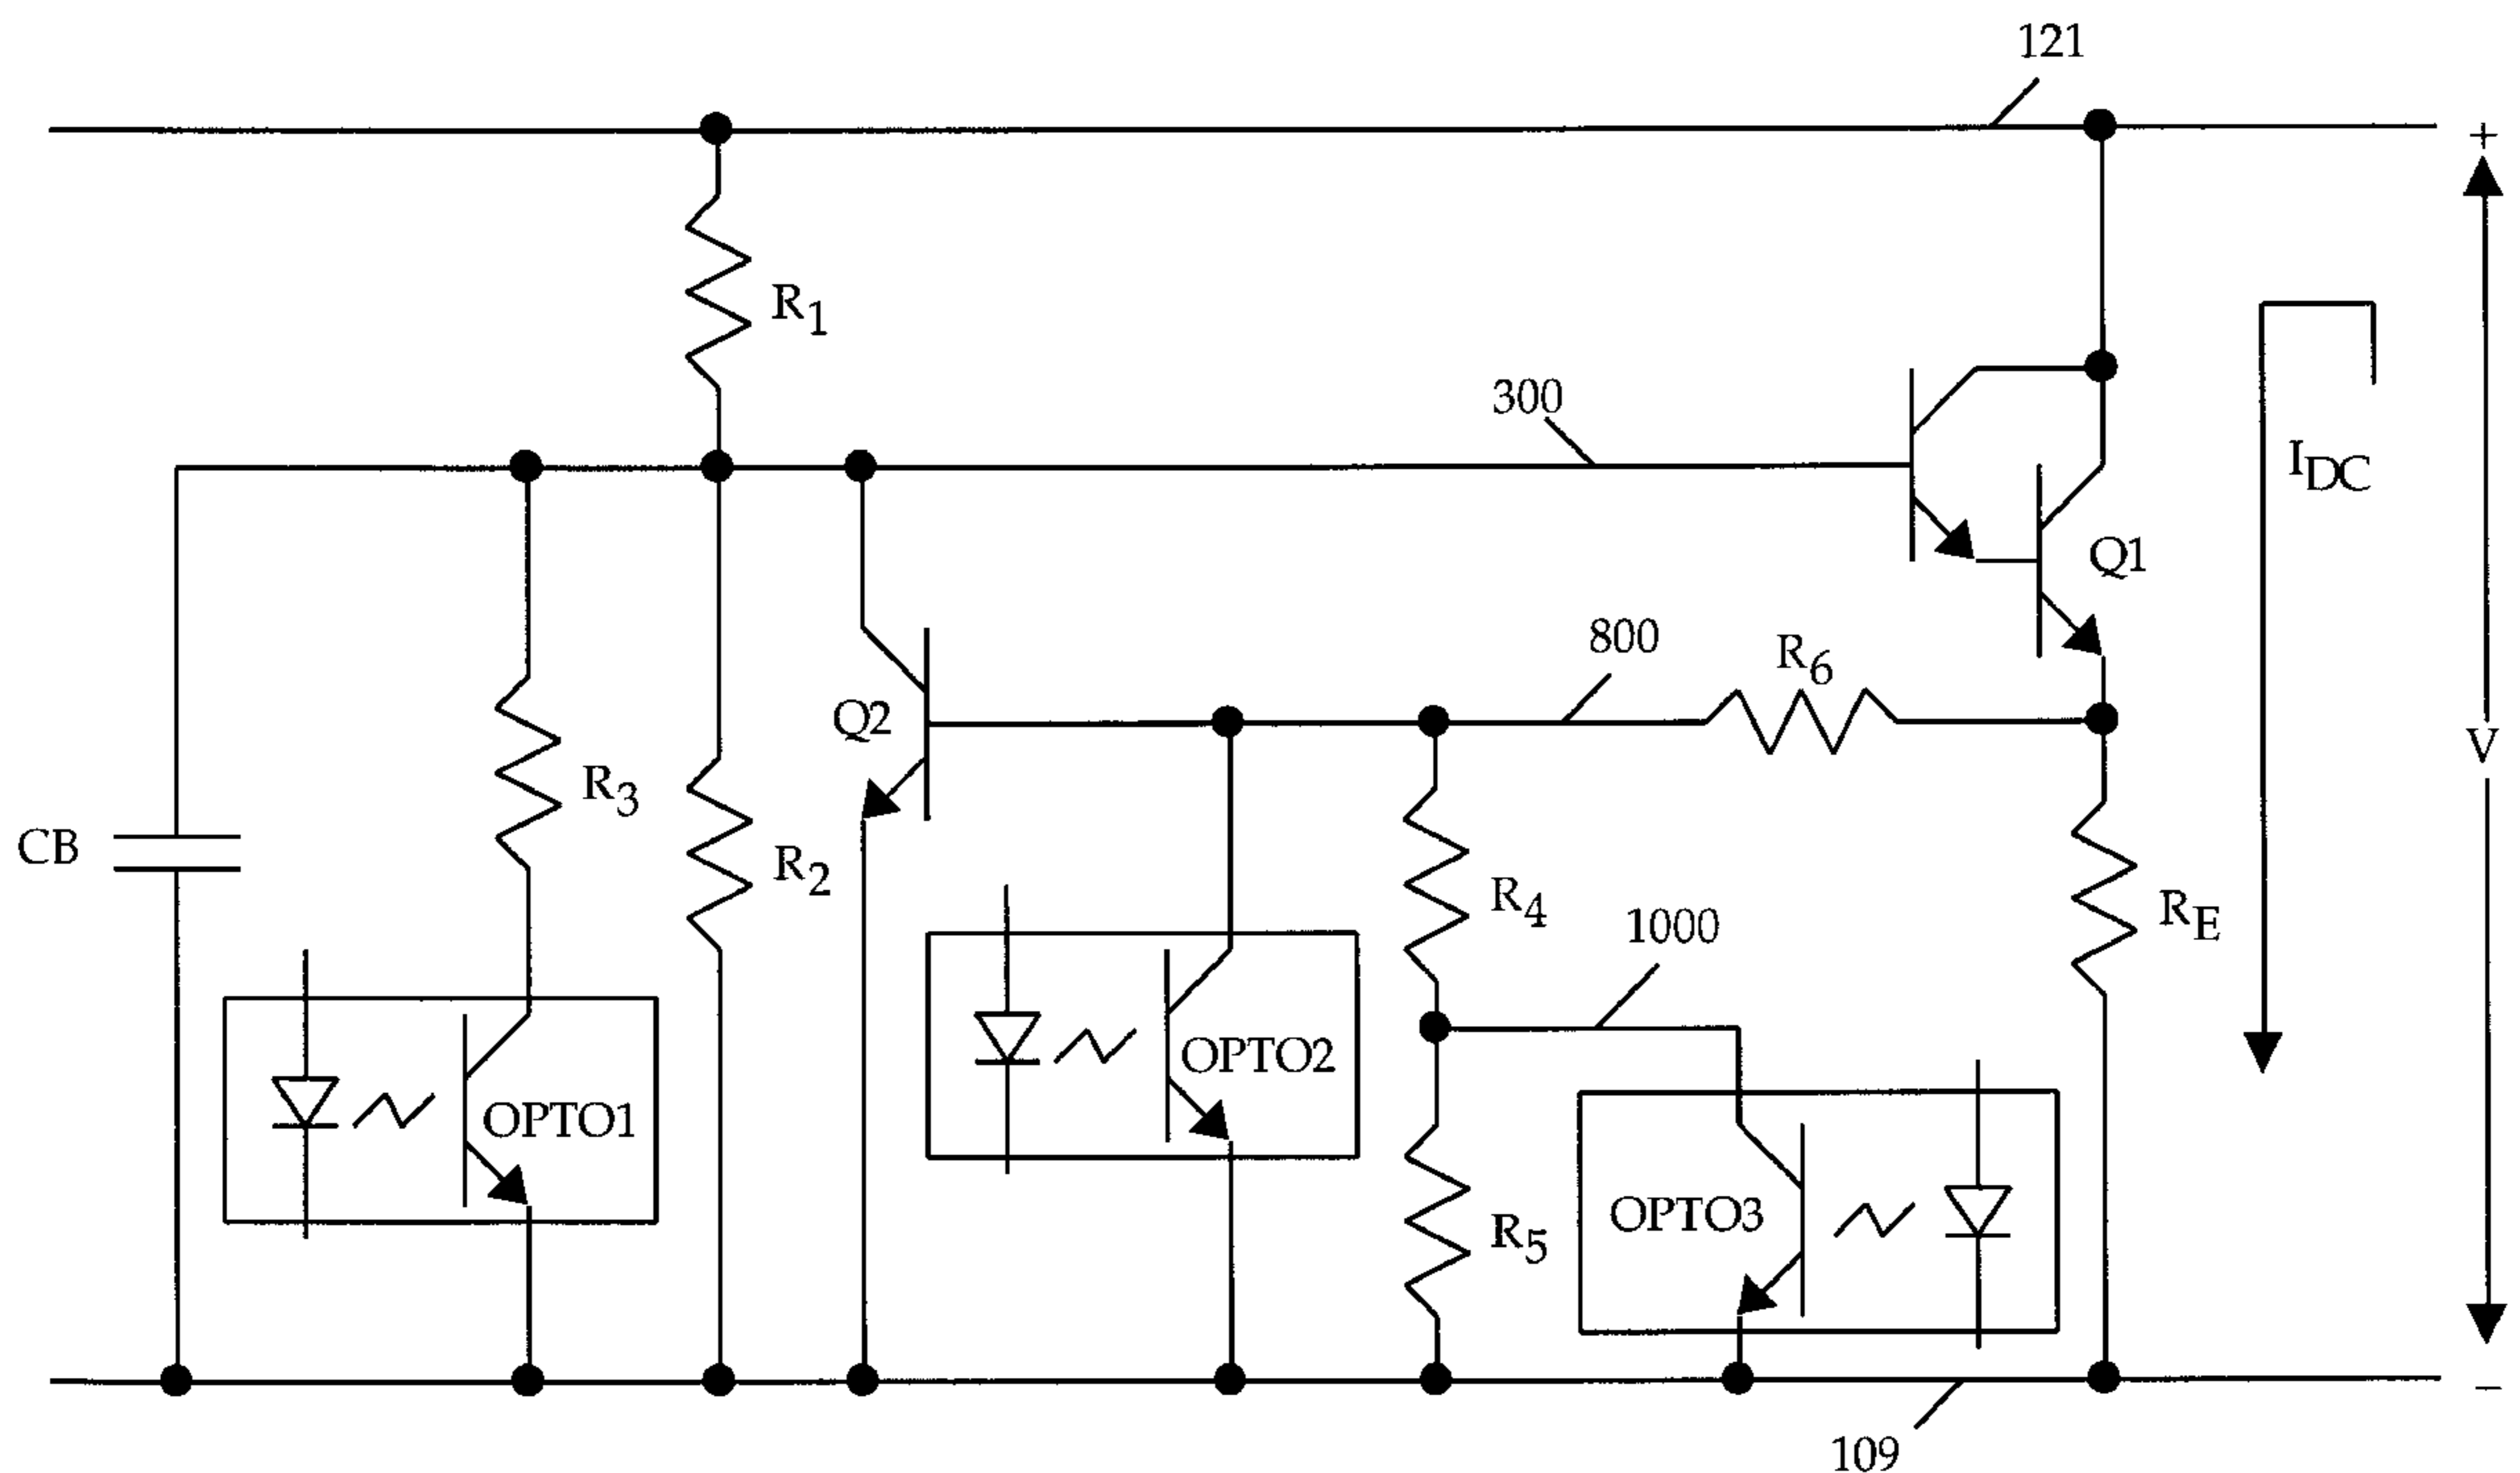 121
+
R1
300
IDC
Q1
800
R6
Q2
V
R3
CB
R2
R4
1000
RE
OPTO2
OPTO1
OPTO3
R5
−
109